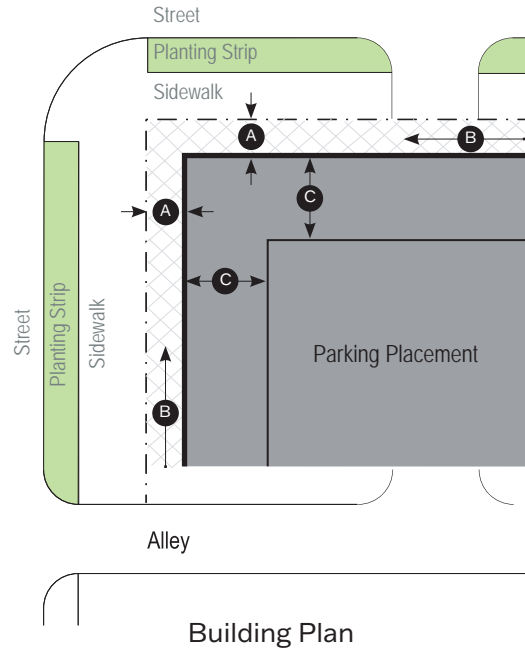 Street
Planting Strip
Sidewalk
A
B
A
C
C
Street
Planting Strip
Sidewalk
Parking Placement
B
Alley
Building Plan